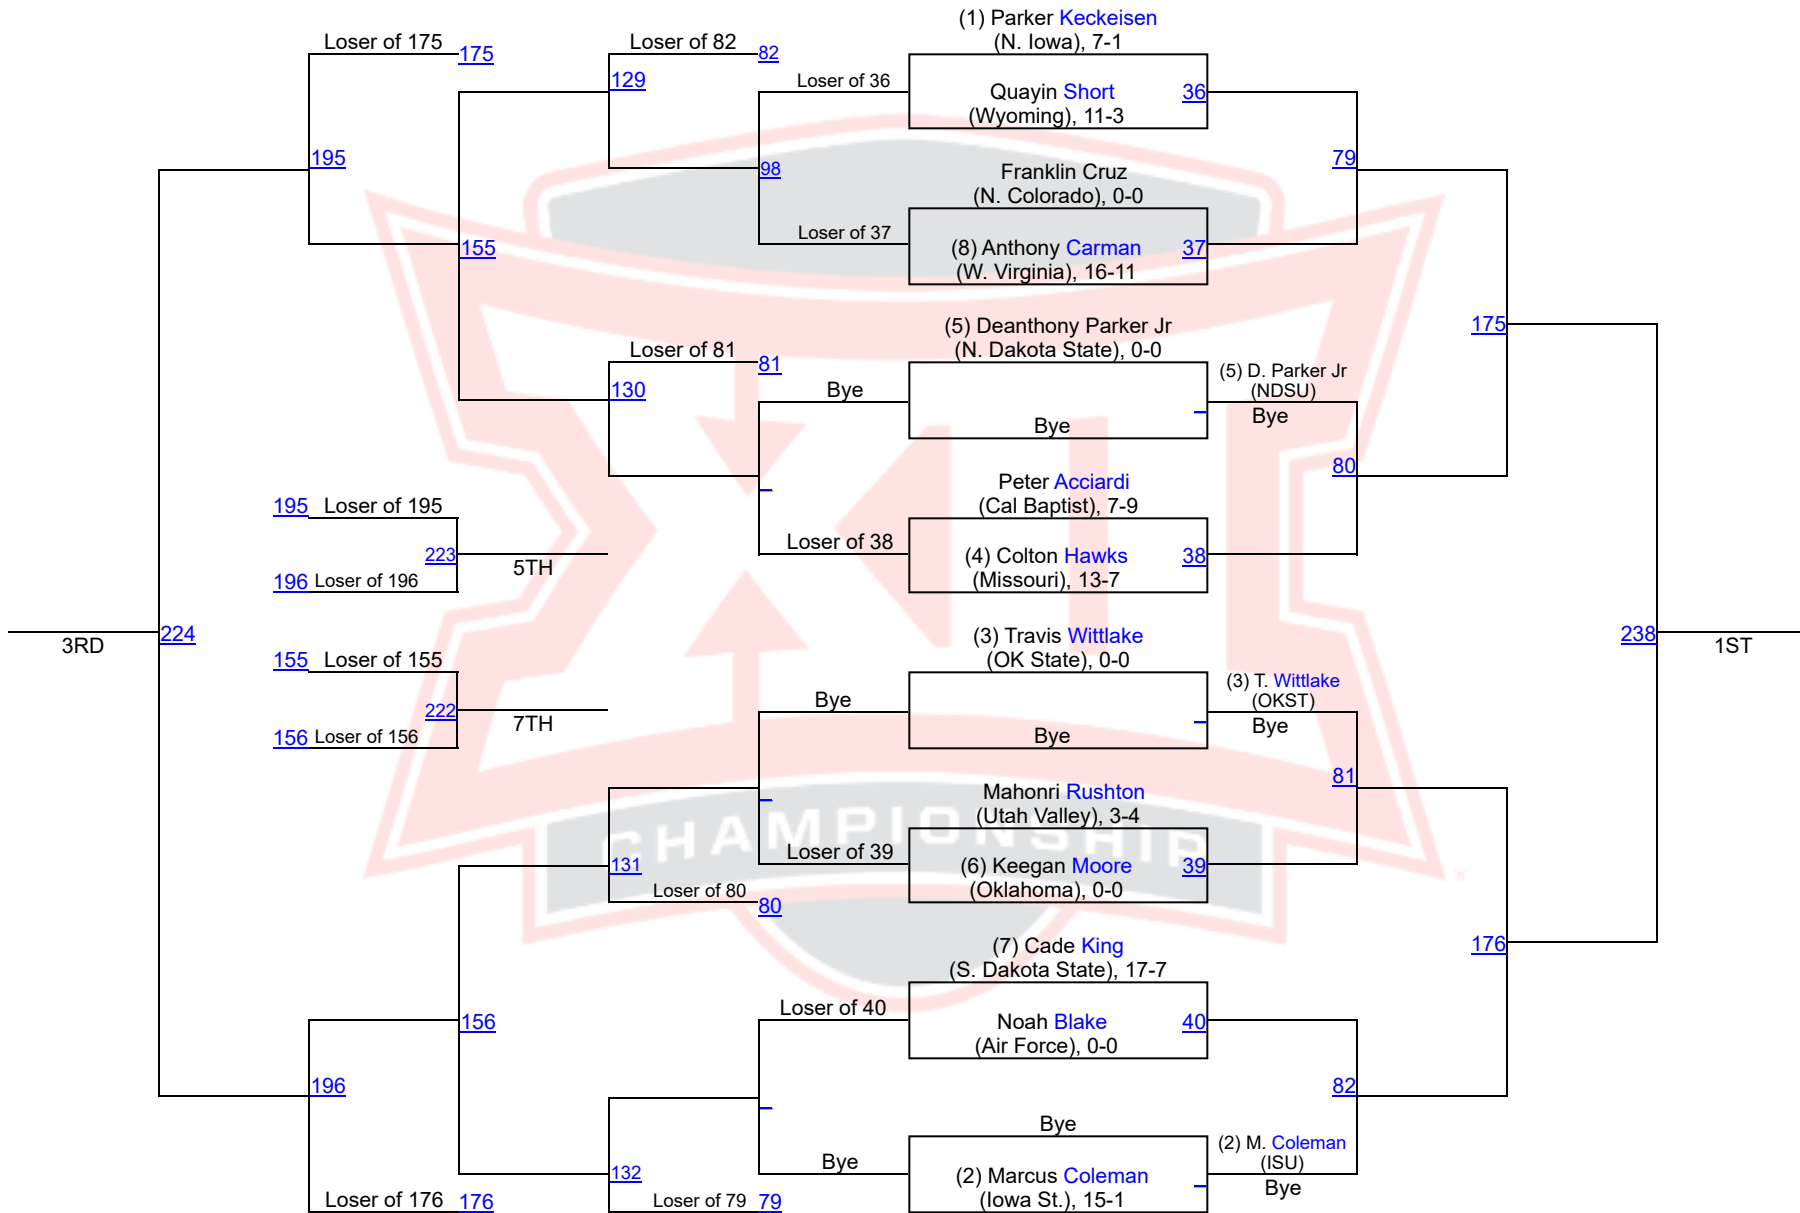 (1) Parker Keckeisen
Loser of 175
175
Loser of 82
82
(N. Iowa), 7-1
129
Loser of 36
Quayin Short
36
(Wyoming), 11-3
195
98
79
Franklin Cruz
(N. Colorado), 0-0
Loser of 37
155
(8) Anthony Carman
37
(W. Virginia), 16-11
(5) Deanthony Parker Jr
175
Loser of 81
81
(N. Dakota State), 0-0
130
Bye
(5) D. Parker Jr
(NDSU)
Bye
Bye
80
Peter Acciardi
195
Loser of 195
(Cal Baptist), 7-9
223
5TH
Loser of 38
(4) Colton Hawks
38
196
Loser of 196
(Missouri), 13-7
XII
3RD
224
(3) Travis Wittlake
238
1ST
155
Loser of 155
(OK State), 0-0
222
7TH
Bye
(3) T. Wittlake
(OKST)
Bye
156
Loser of 156
Bye
81
Mahonri Rushton
(Utah Valley), 3-4
CHAMPIONSHIP
®
131
Loser of 39
(6) Keegan Moore
39
Loser of 80
80
(Oklahoma), 0-0
(7) Cade King
176
(S. Dakota State), 17-7
156
Loser of 40
Noah Blake
40
(Air Force), 0-0
196
82
Bye
132
Bye
(2) Marcus Coleman
(2) M. Coleman
(ISU)
Bye
Loser of 176
176
Loser of 79
79
(Iowa St.), 15-1